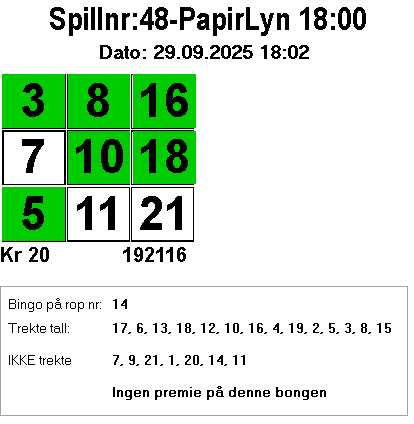 Spillnr:48-PapirLyn 18:00
Dato: 29.09.2025 18:02
3 8 16
7 10 18
5 11 21
Kr 20 192116
Bingo på rop nr: 14
Trekte tall: 17, 6, 13, 18, 12, 10, 16, 4, 19, 2, 5, 3, 8, 15
IKKE trekte 7, 9, 21, 1, 20, 14, 11
Ingen premie på denne bongen